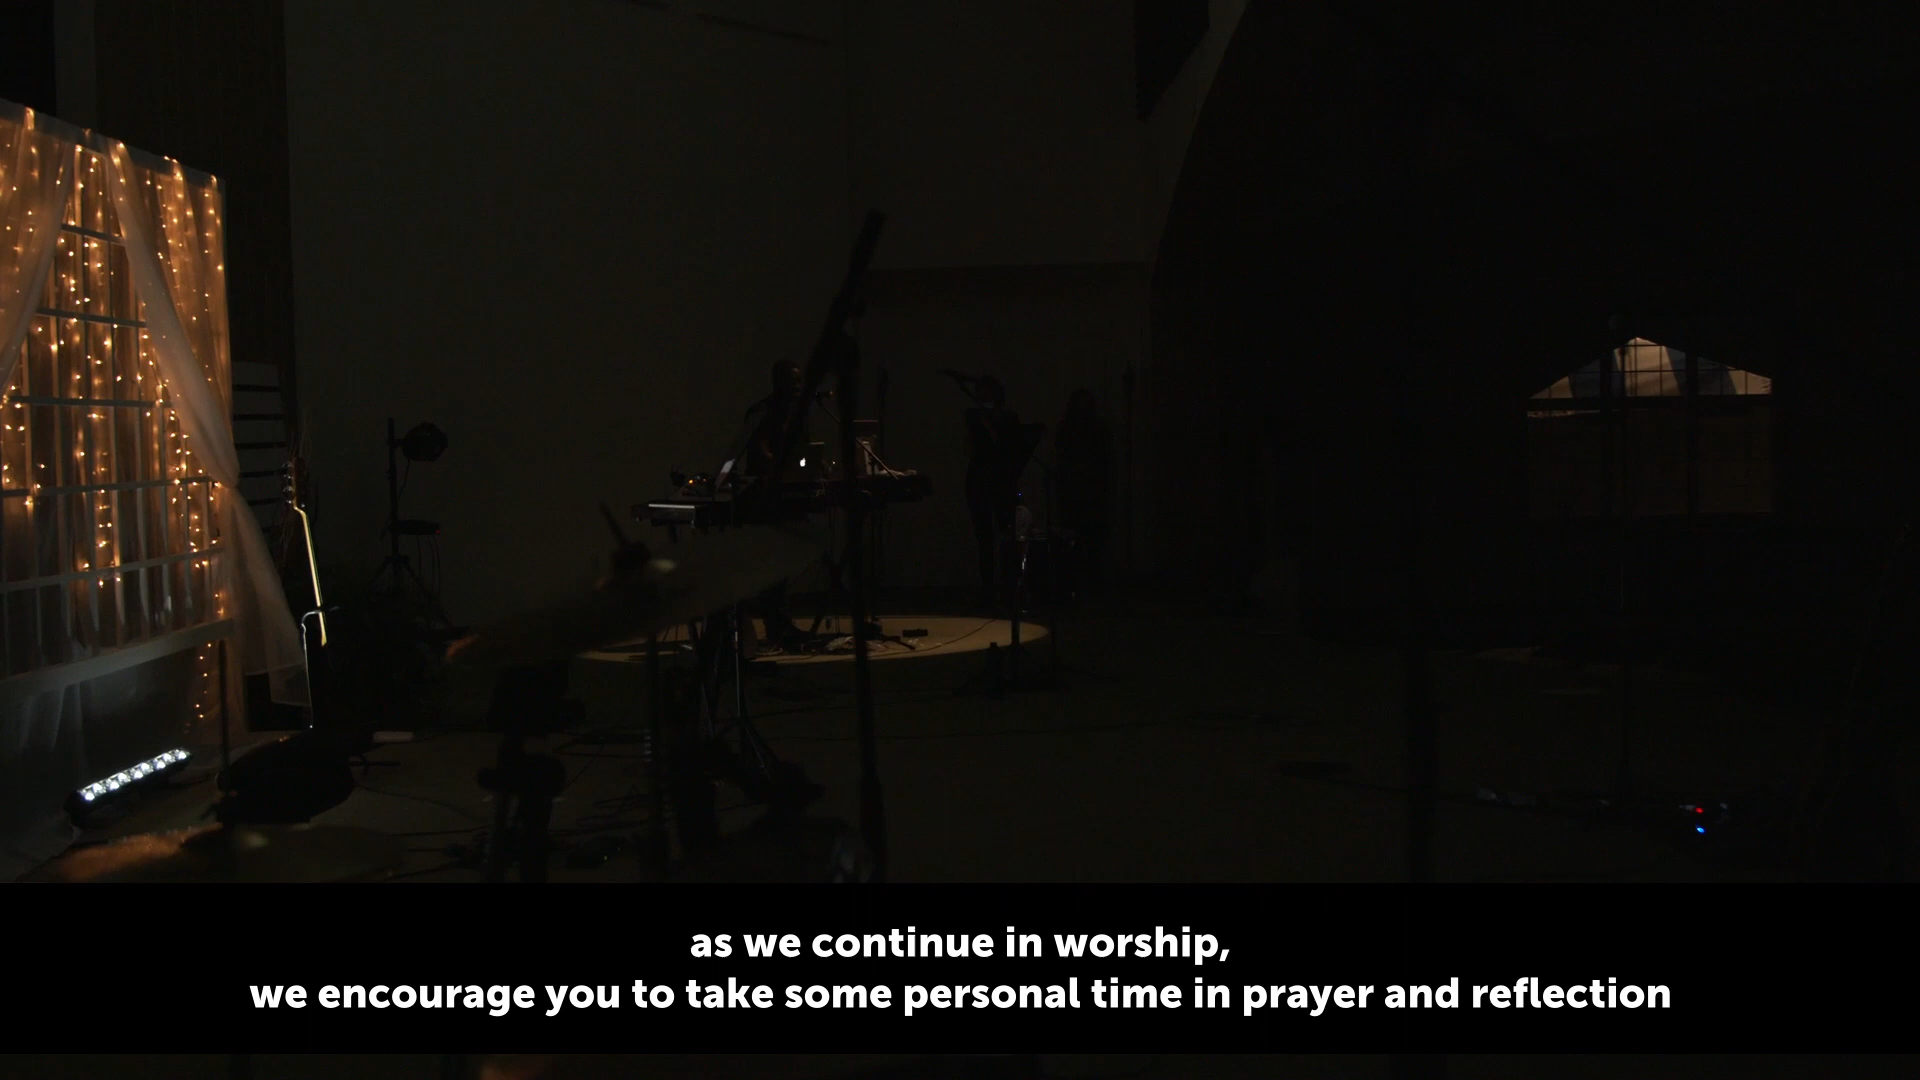 as we continue in worship,
we encourage you to take some personal time in prayer and reflection